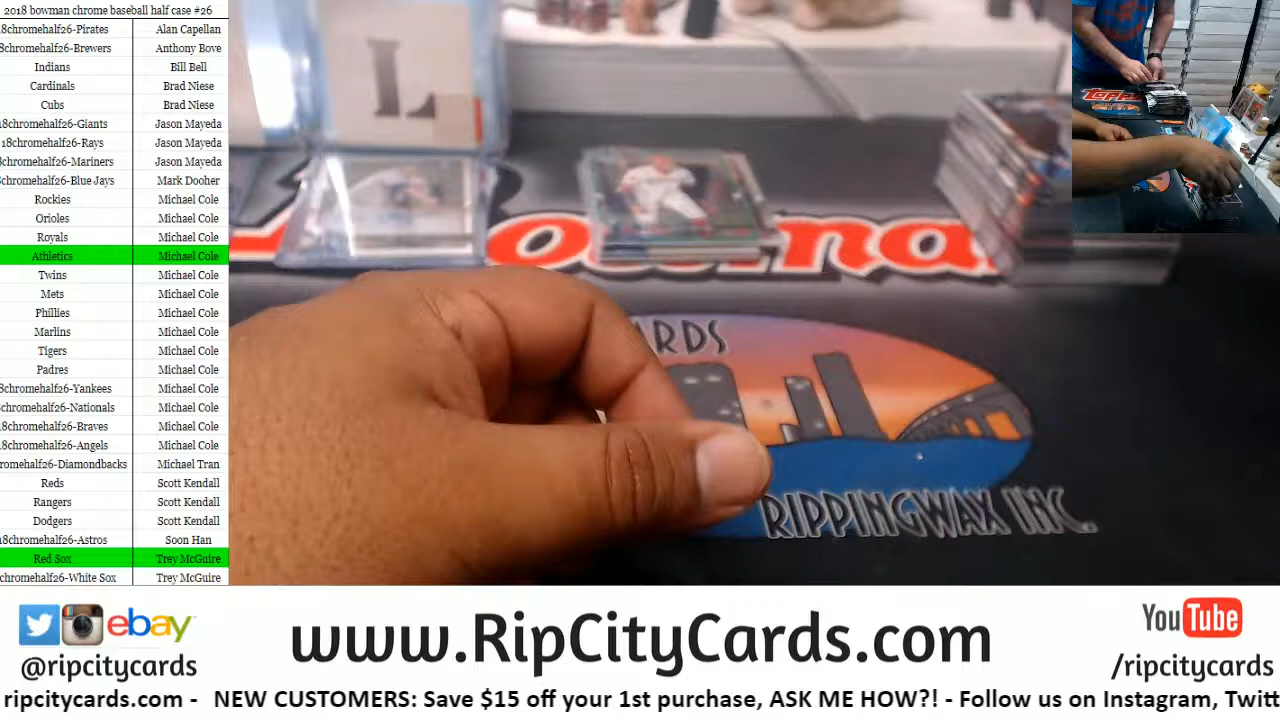 2018 bowman chrome baseball half case #26
8chromehalf26-Pirates Alan Capellan
8chromehalf26-Brewers Anthony Bove
Indians Bill Bell
Cardinals Brad Niese
Cubs Brad Niese
8chromehalf26-Giants Jason Mayeda
18chromehalf26-Rays Jason Mayeda
chromehalf26-Mariners Jason Mayeda
chromehalf26-Blue Jays Mark Dooher
Rockies Michael Cole
Orioles Michael Cole
Royals Michael Cole
Athletics Michael Cole
Twins Michael Cole
Mets Michael Cole
Phillies Michael Cole
Marlins Michael Cole
Tigers Michael Cole
Padres Michael Cole
8chromehalf26-Yankees Michael Cole
chromehalf26-Nationals Michael Cole
8chromehalf26-Braves Michael Cole
18chromehalf26-Angels Michael Cole
romehalf26-Diamondbacks Michael Tran
Reds Scott Kendall
Rangers Scott Kendall
Dodgers Scott Kendall
18chromehalf26-Astros Soon Han
Red Sox Trey McGuire
chromehalf26-White Sox Trey McGuire
L
TOPPS
ARDS
RIPPINGWAX INC.
ebay
@ripcitycards
www.RipCityCards.com
YouTube
/ripcitycards
ripcitycards.com - NEW CUSTOMERS: Save $15 off your 1st purchase, ASK ME HOW?! - Follow us on Instagram, Twitt